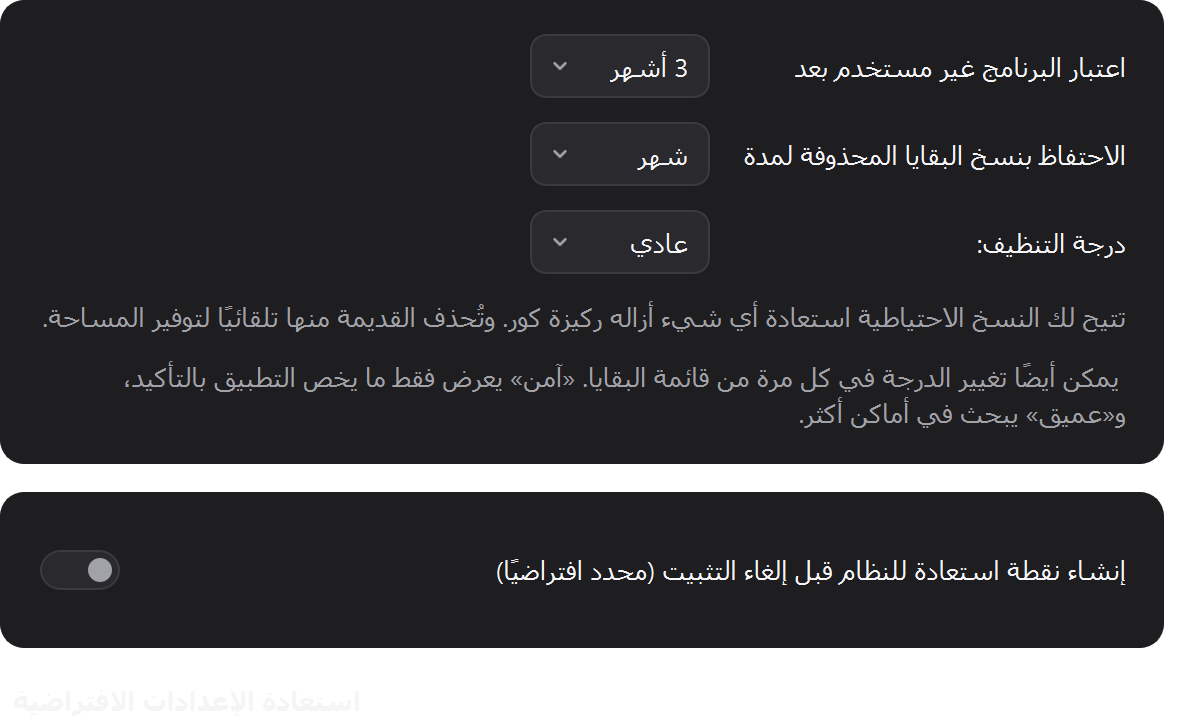 اعتبار البرنامج غير مستخدم بعد
3 أشهر
الاحتفاظ بنسخ البقايا المحذوفة لمدة
شهر
درجة التنظيف:
عادي
تتيح لك النسخ الاحتياطية استعادة أي شيء أزاله ركيزة كور. وتُحذف القديمة منها تلقائيًا لتوفير المساحة.
يمكن أيضًا تغيير الدرجة في كل مرة من قائمة البقايا. «آمن» يعرض فقط ما يخص التطبيق بالتأكيد،
و«عميق» يبحث في أماكن أكثر.
إنشاء نقطة استعادة للنظام قبل إلغاء التثبيت (محدد افتراضيًا)
استعادة الإعدادات الافتراضية